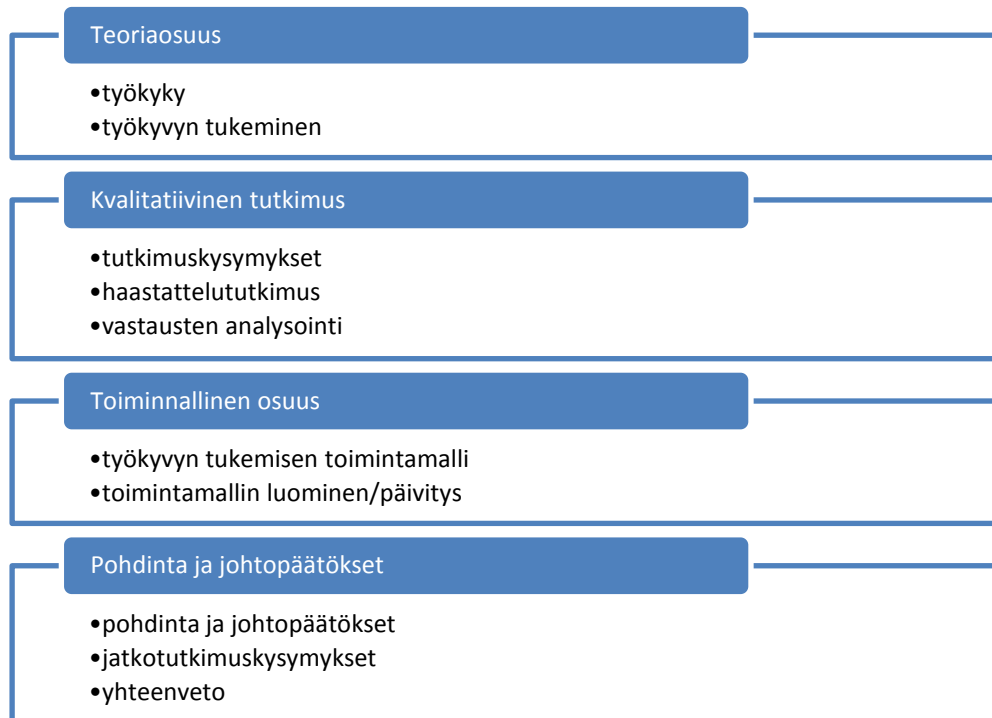 Teoriaosuus
•työkyky
•työkyvyn tukeminen
Kvalitatiivinen tutkimus
•tutkimuskysymykset
•haastattelututkimus
•vastausten analysointi
Toiminnallinen osuus
•työkyvyn tukemisen toimintamalli
•toimintamallin luominen/päivitys
Pohdinta ja johtopäätökset
•pohdinta ja johtopäätökset
•jatkotutkimuskysymykset
•yhteenveto